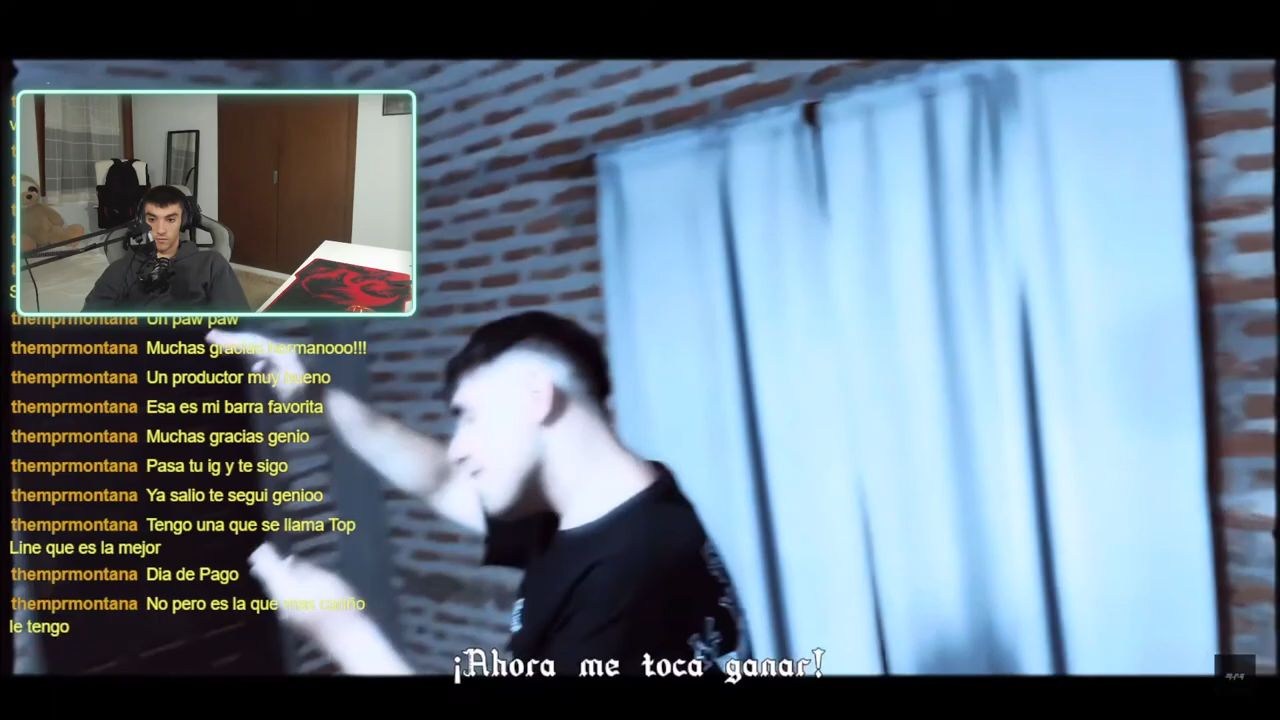 themprmontana Un paw paw
themprmontana Muchas gracias hermanooo!!!
themprmontana Un productor muy bueno
themprmontana Esa es mi barra favorita
themprmontana Muchas gracias genio
themprmontana Pasa tu ig y te sigo
themprmontana Ya salio te segui genioo
themprmontana Tengo una que se llama Top
Line que es la mejor
themprmontana Dia de Pago
themprmontana No pero es la que mas cariño
le tengo
¡Ahora me toca ganar!